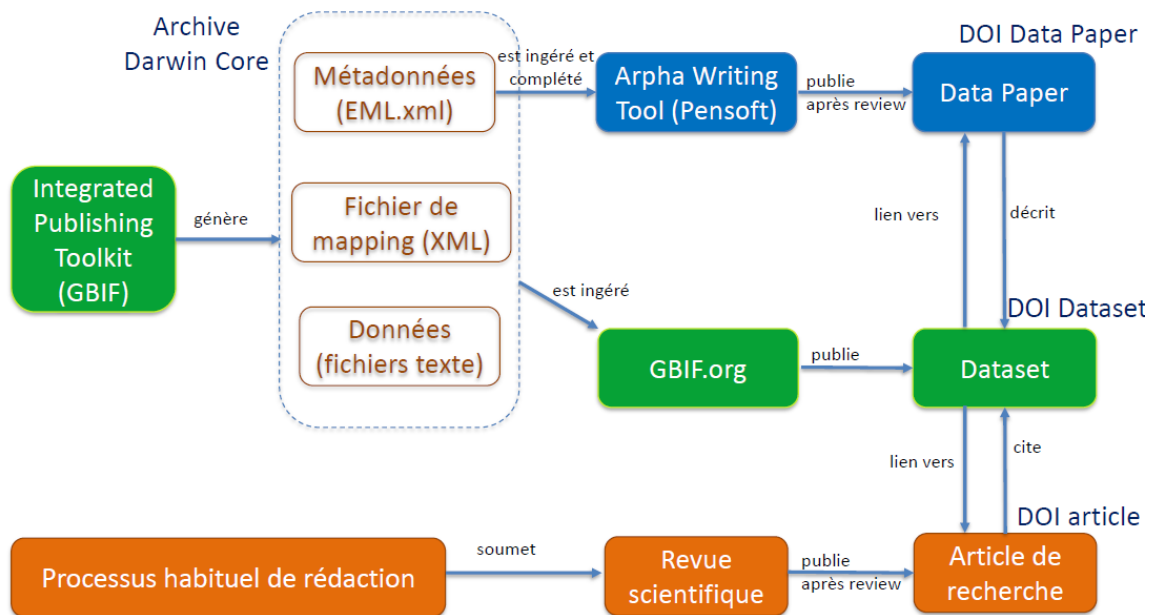 Archive
Darwin Core
Métadonnées
(EML.xml)
est ingéré et
complété
Arpha Writing
Tool (Pensoft)
publie
après review
DOI Data Paper
Data Paper
Integrated
Publishing
Toolkit
(GBIF)
génère
Fichier de
mapping (XML)
lien vers
décrit
est ingéré
Données
(fichiers texte)
GBIF.org
publie
DOI Dataset
Dataset
lien vers
cite
DOI article
Processus habituel de rédaction
soumet
Revue
scientifique
publie
après review
Article de
recherche